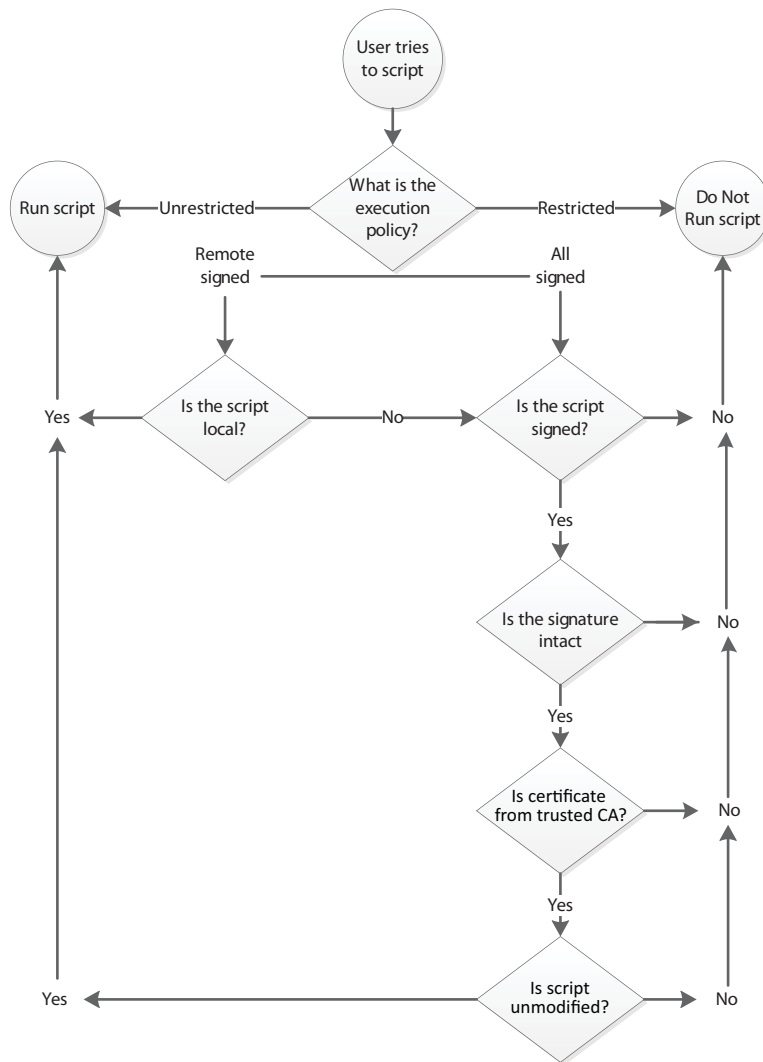 User tries
to script
What is the
execution
policy?
Run script
Unrestricted
Restricted
Do Not
Run script
Remote
signed
All
signed
Yes
Is the script
local?
No
Is the script
signed?
No
Yes
Is the signature
intact
No
Yes
Is certificate
from trusted CA?
No
Yes
Yes
Is script
unmodified?
No